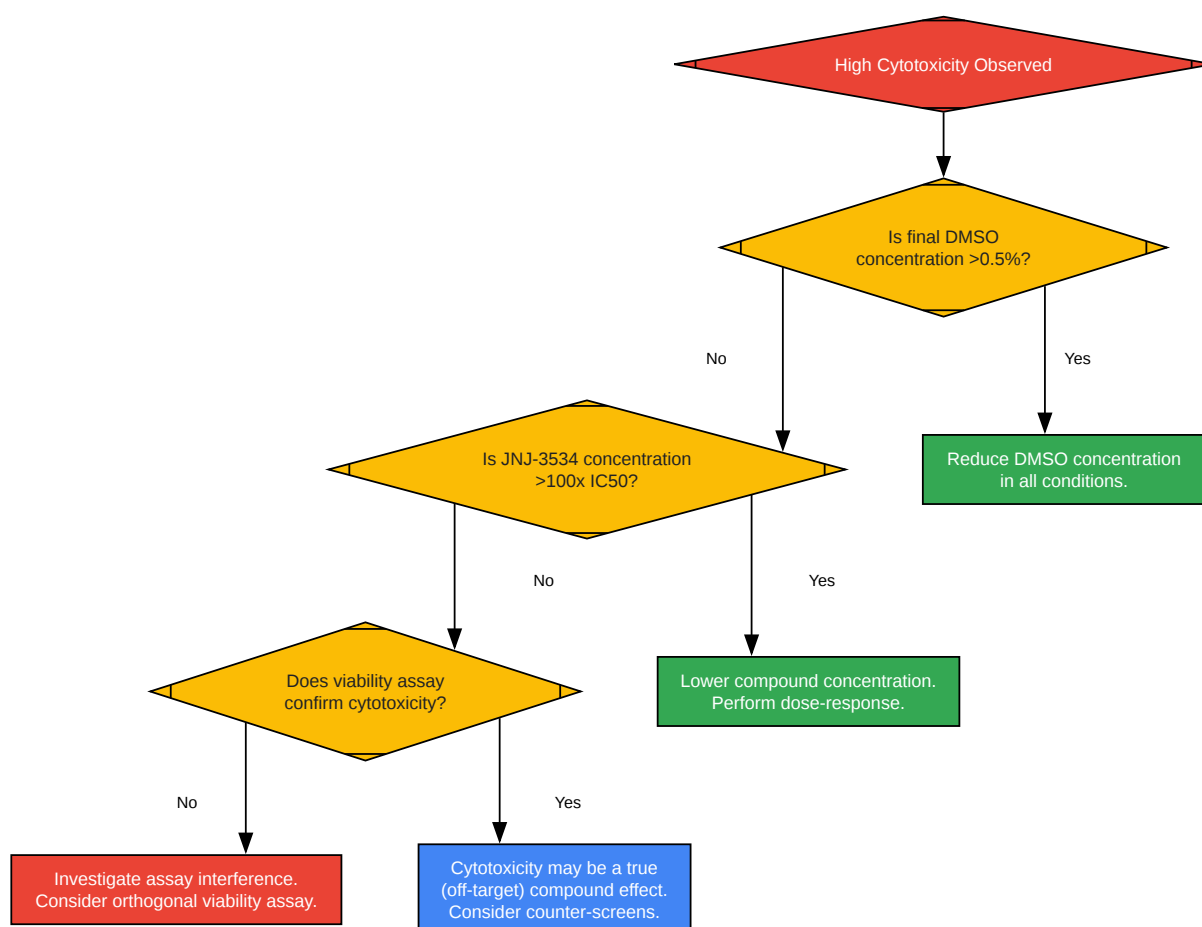 High Cytotoxicity Observed
Is final DMSO
concentration >0.5%?
No
Yes
Reduce DMSO concentration
in all conditions.
Is JNJ-3534 concentration
>100x IC50?
No
Yes
Lower compound concentration.
Perform dose-response.
Does viability assay
confirm cytotoxicity?
No
Yes
Investigate assay interference.
Consider orthogonal viability assay.
Cytotoxicity may be a true
(off-target) compound effect.
Consider counter-screens.